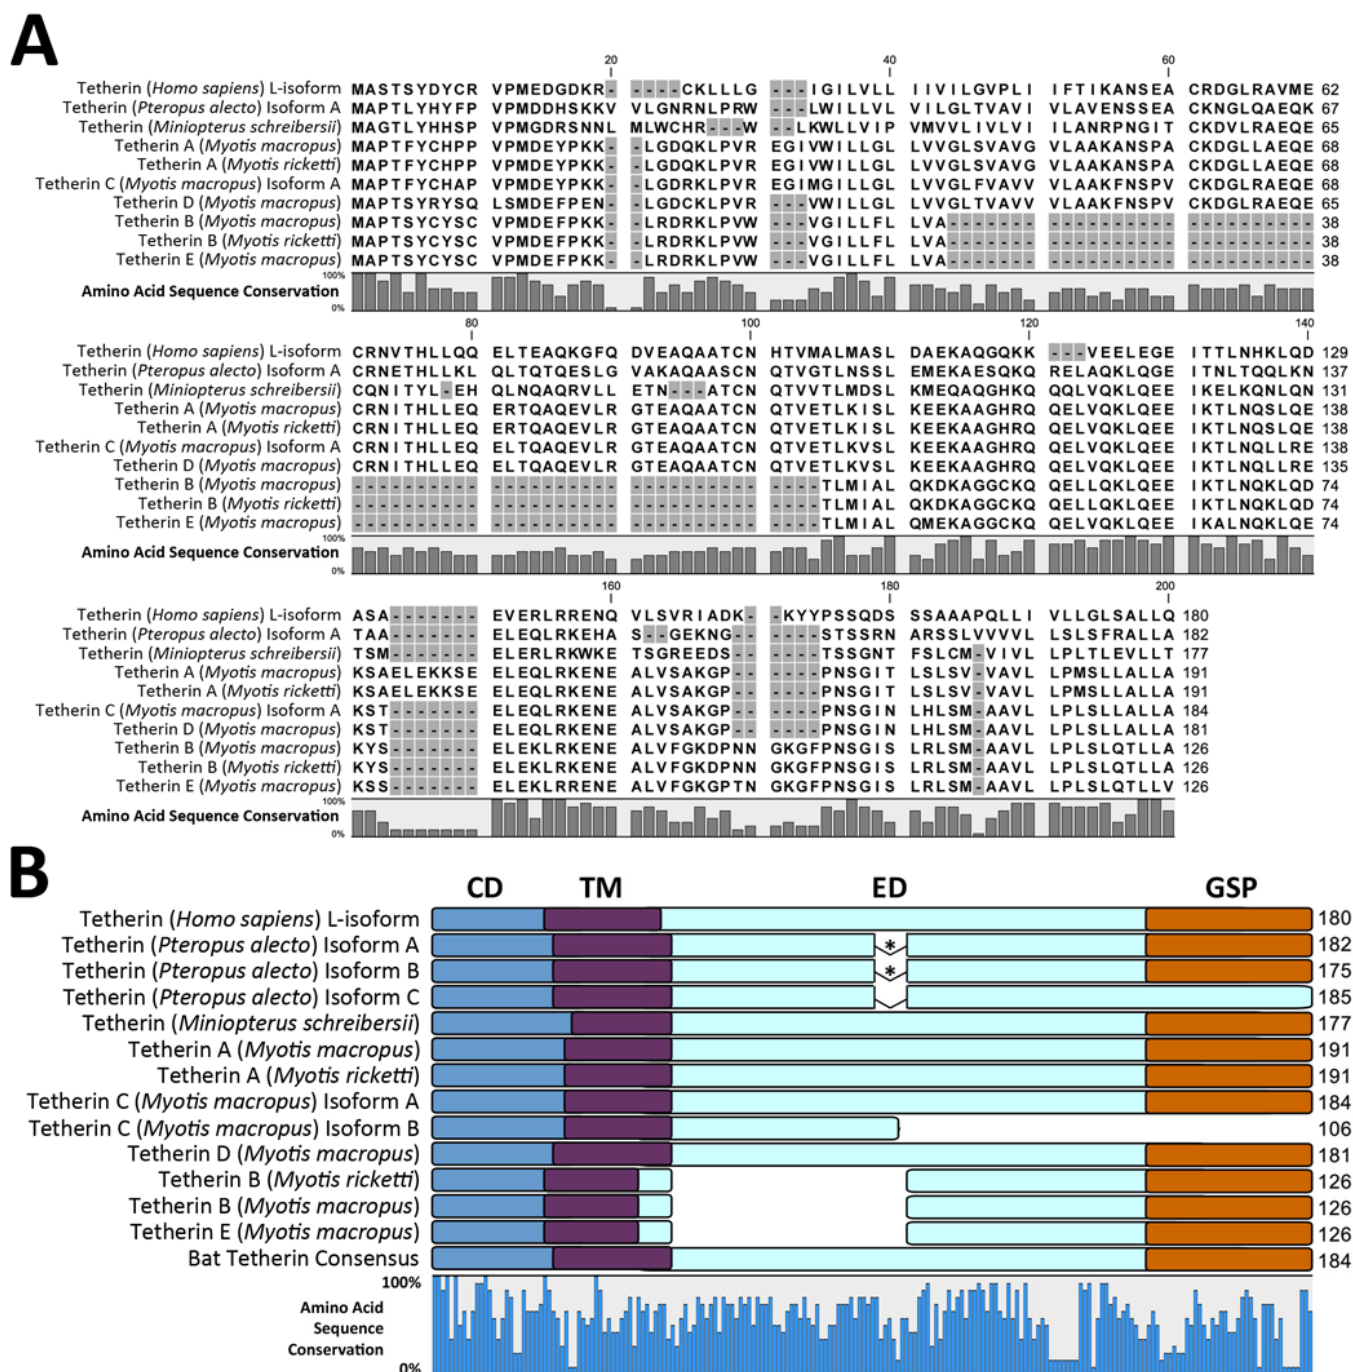 A
20 40 60
Tetherin (Homo sapiens) L-isoform MASTSYDYCR VPMEDGDKR- ----CKLLLG ---IGILVLL IIVILGVPLI IFTIKANSEA CRDGLRAVME 62
Tetherin (Pteropus alecto) Isoform A MAPTLYHYFP VPMDDHSKKV VLGNRNLPRW ---LWILLVL VILGLTVAVI VLAVENSSEA CKNGLQAEQK 67
Tetherin (Miniopterus schreibersii) MAGTLYHHSP VPMGDRSNNL MLWCHR---W --LKWLLVIP VMVVLIVLVI ILANRPNGIT CKDVLRAEQE 65
Tetherin A (Myotis macropus) MAPTFYCHPP VPMDEYPKK- -LGDQKLPVR EGIVWILLGL LVVGLSVAVG VLAAKANSPA CKDGLLAEQE 68
Tetherin A (Myotis ricketti) MAPTFYCHPP VPMDEYPKK- -LGDQKLPVR EGIVWILLGL LVVGLSVAVG VLAAKANSPA CKDGLLAEQE 68
Tetherin C (Myotis macropus) Isoform A MAPTFYCHAP VPMDEYPKK- -LGDRKLPVR EGIMGILLGL LVVGLFVAVV VLAAKFNSPV CKDGLRAEQE 68
Tetherin D (Myotis macropus) MAPTSYRYSQ LSMDEFPEN- -LGDCKLPVR ---VWILLGL LVVGLTVAVV VLAAKFNSPV CKDGLRAEQE 65
Tetherin B (Myotis macropus) MAPTSYCYSC VPMDEFPKK- -LRDRKLPVW ---VGILLFL LVA------- ---------- ---------- 38
Tetherin B (Myotis ricketti) MAPTSYCYSC VPMDEFPKK- -LRDRKLPVW ---VGILLFL LVA------- ---------- ---------- 38
Tetherin E (Myotis macropus) MAPTSYCYSC VPMDEFPKK- -LRDRKLPVW ---VGILLFL LVA------- ---------- ---------- 38
100%
Amino Acid Sequence Conservation
0%
80 100 120 140
Tetherin (Homo sapiens) L-isoform CRNVTHLLQQ ELTEAQKGFQ DVEAQAATCN HTVMALMASL DAEKAQGQKK ---VEELEGE ITTLNHKLQD 129
Tetherin (Pteropus alecto) Isoform A CRNETHLLKL QLTQTQESLG VAKAQAATCN QTVGTLNSSL EMEKAESQKQ RELAQKLQGE ITNLTQQLKN 137
Tetherin (Miniopterus schreibersii) CQNITYL-EH QLNQAQRVLL ETN---ATCN QTVVTLMDSL KMEQAQGHKQ QQLVQKLQGE IKELKQNLQN 131
Tetherin A (Myotis macropus) CRNITHLLEQ ERTQAQEVLR GTEAQAATCN QTVVTLKISL KEEKAAGHRQ QELVQKLQEE IKTLNQSLQE 138
Tetherin A (Myotis ricketti) CRNITHLLEQ ERTQAQEVLR GTEAQAATCN QTVETLKISL KEEKAAGHRQ QELVQKLQEE IKTLNQSLQE 138
Tetherin C (Myotis macropus) Isoform A CRNITHLLEQ ELTQAQEVLR GTEAQAATCN QTVETLKVSL KEEKAAGHRQ QELVQKLQEE IKTLNQLLRE 138
Tetherin D (Myotis macropus) CRNITHLLEQ ELTQAQEVLR GTEAQAATCN QTVETLKVSL KEEKAAGHRQ QELVQKLQEE IKTLNQLLRE 135
Tetherin B (Myotis macropus) ---------- ---------- ---------- ----TLMIAL QKDKAGGCKQ QELVQKLQEE IKTLNQKLQD 74
Tetherin B (Myotis ricketti) ---------- ---------- ---------- ----TLMIAL QKDKAGGCKQ QELVQKLQEE IKTLNQKLQD 74
Tetherin E (Myotis macropus) ---------- ---------- ---------- ----TLMIAL QMEKAGGCKQ QELLVQKLQEE IKALNQKLQE 74
100%
Amino Acid Sequence Conservation
0%
160 180 200
Tetherin (Homo sapiens) L-isoform ASA------- EVERLRRENQ VLSVRIADK- -KYYPSSQDS SSAAAPQLLI VLLGLSALLQ 180
Tetherin (Pteropus alecto) Isoform A TAA------- ELEQLRKEHA S--GEKNG-- ----STSSRN ARSSLVVVVL LSLSFRALLA 182
Tetherin (Miniopterus schreibersii) TSM------- ELERLRKWKE TSGREEDS-- ----TSSGNT FSLCM-VIVL LPLTLEVLLT 177
Tetherin A (Myotis macropus) KSAELEKKSE ELEQLRKENE ALVSAKGP-- ----PNSGIT LSLSV-VAVL LPMSLLALLA 191
Tetherin A (Myotis ricketti) KSAELEKKSE ELEQLRKENE ALVSAKGP-- ----PNSGIT LSLSV-VAVL LPMSLLALLA 191
Tetherin C (Myotis macropus) Isoform A KST------- ELEQLRKENE ALVSAKGP-- ----PNSGIN LHLSM-AAVL LPLSLLALLA 184
Tetherin D (Myotis macropus) KST------- ELEQLRKENE ALVSAKGP-- ----PNSGIN LHLSM-AAVL LPLSLLALLA 181
Tetherin B (Myotis macropus) KYS------- ELEKLRKENE ALVFGKDPNN GKGFPNSGIS LRLSM-AAVL LPLSLQTLLA 126
Tetherin B (Myotis ricketti) KYS------- ELEKLRKENE ALVFGKDPNN GKGFPNSGIS LRLSM-AAVL LPLSLQTLLA 126
Tetherin E (Myotis macropus) KSS------- ELEKLRRENE ALVFGKGPTN GKGFPNSGIS LRLSM-AAVL LPLSLQTLLV 126
100%
Amino Acid Sequence Conservation
0%
B
CD TM ED GSP
Tetherin (Homo sapiens) L-isoform 180
Tetherin (Pteropus alecto) Isoform A * 182
Tetherin (Pteropus alecto) Isoform B * 175
Tetherin (Pteropus alecto) Isoform C 185
Tetherin (Miniopterus schreibersii) 177
Tetherin A (Myotis macropus) 191
Tetherin A (Myotis ricketti) 191
Tetherin C (Myotis macropus) Isoform A 184
Tetherin C (Myotis macropus) Isoform B 106
Tetherin D (Myotis macropus) 181
Tetherin B (Myotis ricketti) 126
Tetherin B (Myotis macropus) 126
Tetherin E (Myotis macropus) 126
Bat Tetherin Consensus 184
100%
Amino Acid
Sequence
Conservation
0%